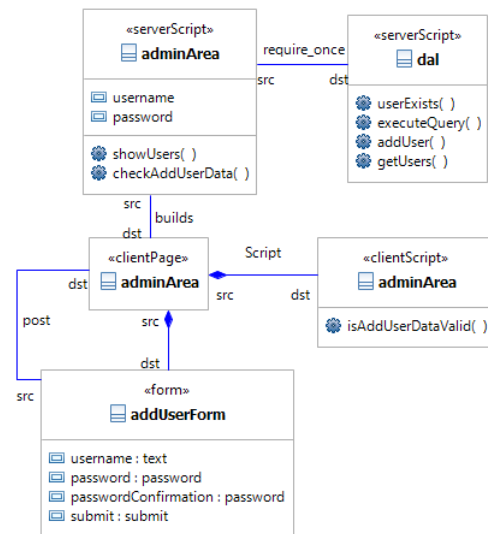 «serverScript»
adminArea
username
password
showUsers( )
checkAddUserData( )
require_once
src
dst
«serverScript»
dal
userExists( )
executeQuery( )
addUser( )
getUsers( )
src
builds
dst
«clientPage»
adminArea
dst
src
Script
src
dst
«clientScript»
adminArea
isAddUserDataValid( )
post
src
dst
«form»
addUserForm
username : text
password : password
passwordConfirmation : password
submit : submit